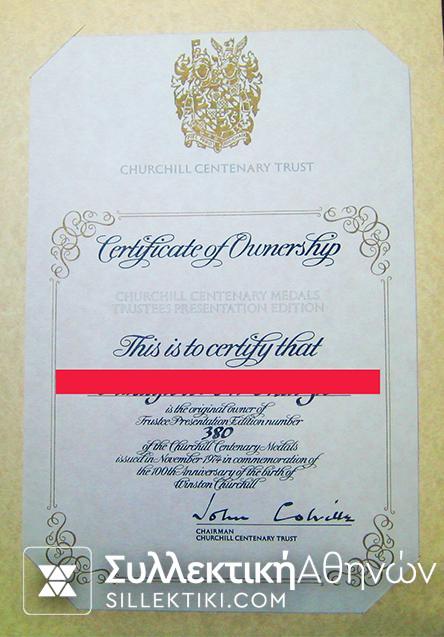 CHURCHILL CENTENARY TRUST
Certificate of Ownership
CHURCHILL CENTENARY MEDALS
TRUSTEES PRESENTATION EDITION
This is to certify that
is the original owner of
Trustee Presentation Edition number
380
of the Churchill Centenary Medals
issued in November 1974 in commemoration of
the 100th Anniversary of the birth of
Winston Churchill
John Colville
CHAIRMAN
CHURCHILL CENTENARY TRUST
ΣυλλεκτικήΑθηνών
SILLEKTIKI.COM